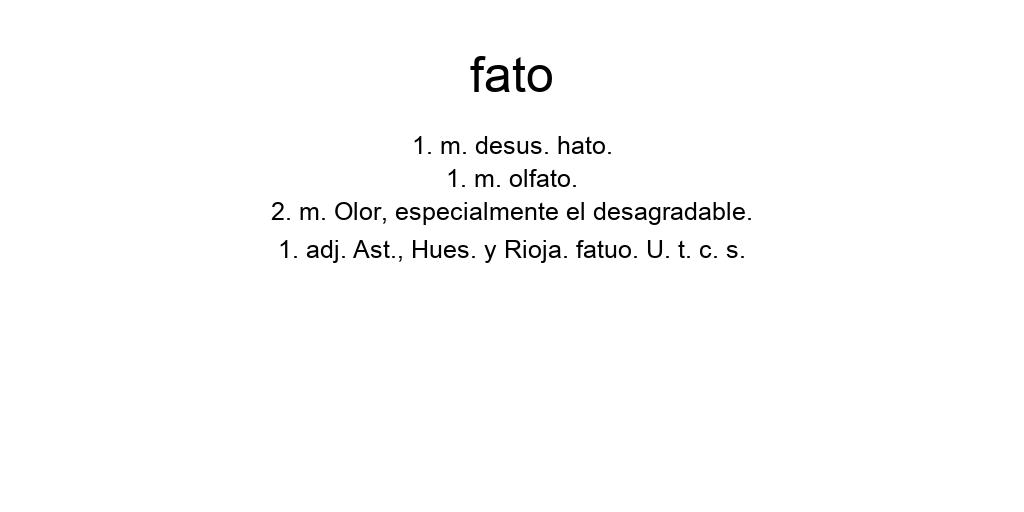 fato
1. m. desus. hato.
1. m. olfato.
2. m. Olor, especialmente el desagradable.
1. adj. Ast., Hues. y Rioja. fatuo. U. t. c. s.